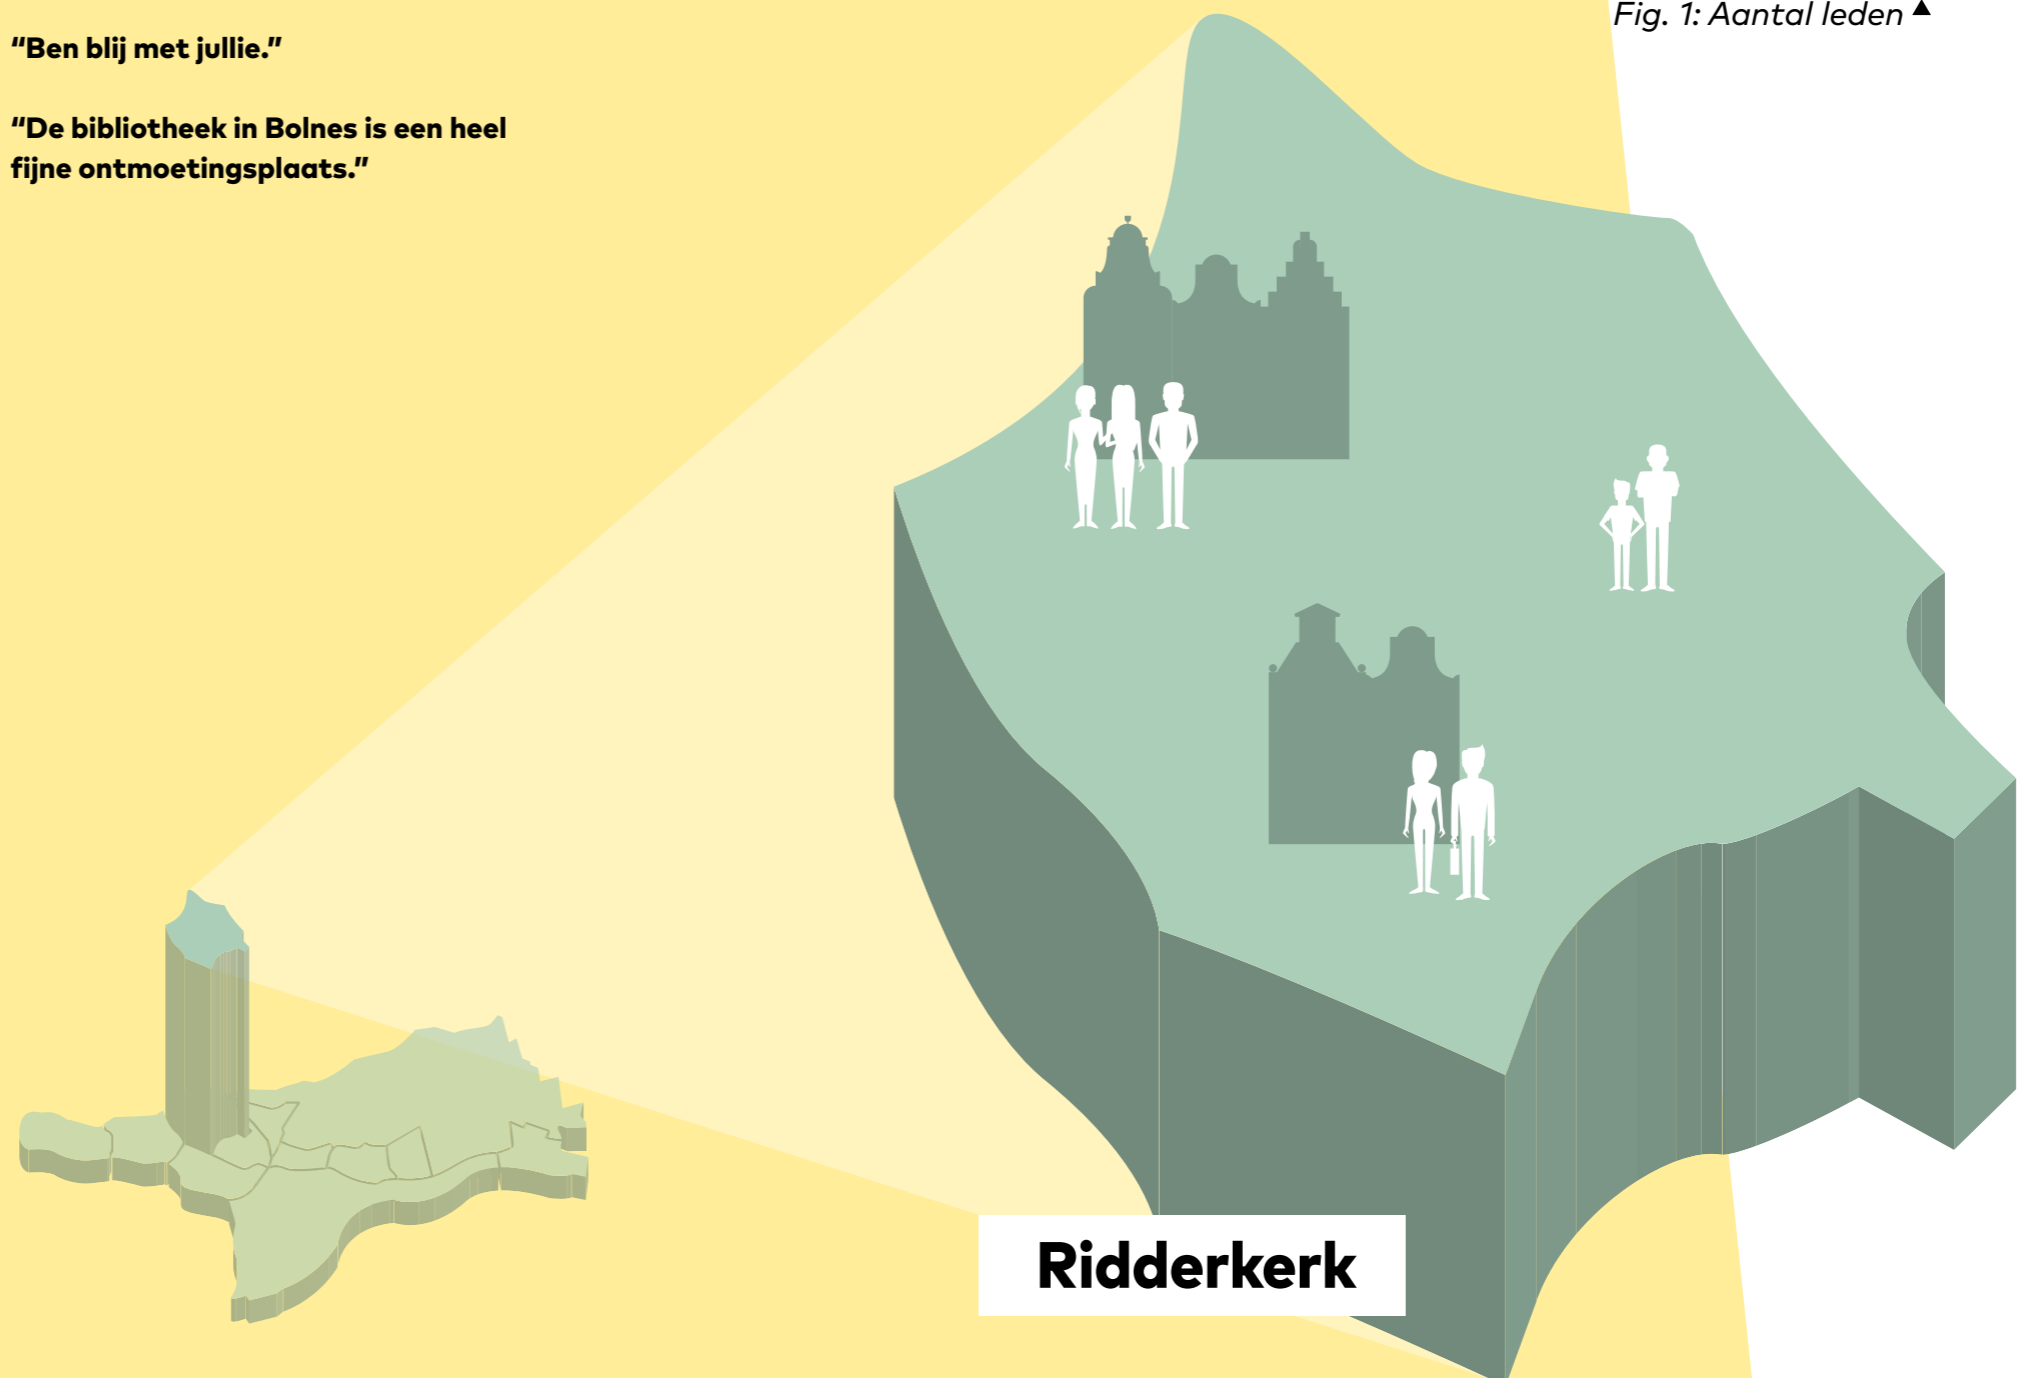 Fig. 1: Aantal leden ▲
“Ben blij met jullie.”
“De bibliotheek in Bolnes is een heel
fijne ontmoetingsplaats.”
Ridderkerk